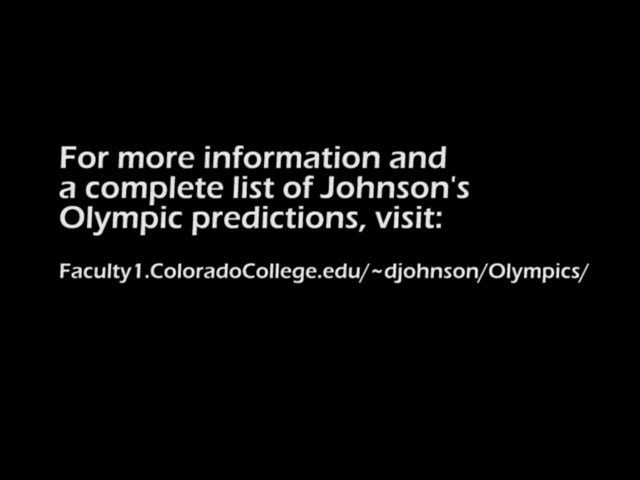 For more information and
a complete list of Johnson's
Olympic predictions, visit:
Faculty1.ColoradoCollege.edu/~djohnson/Olympics/